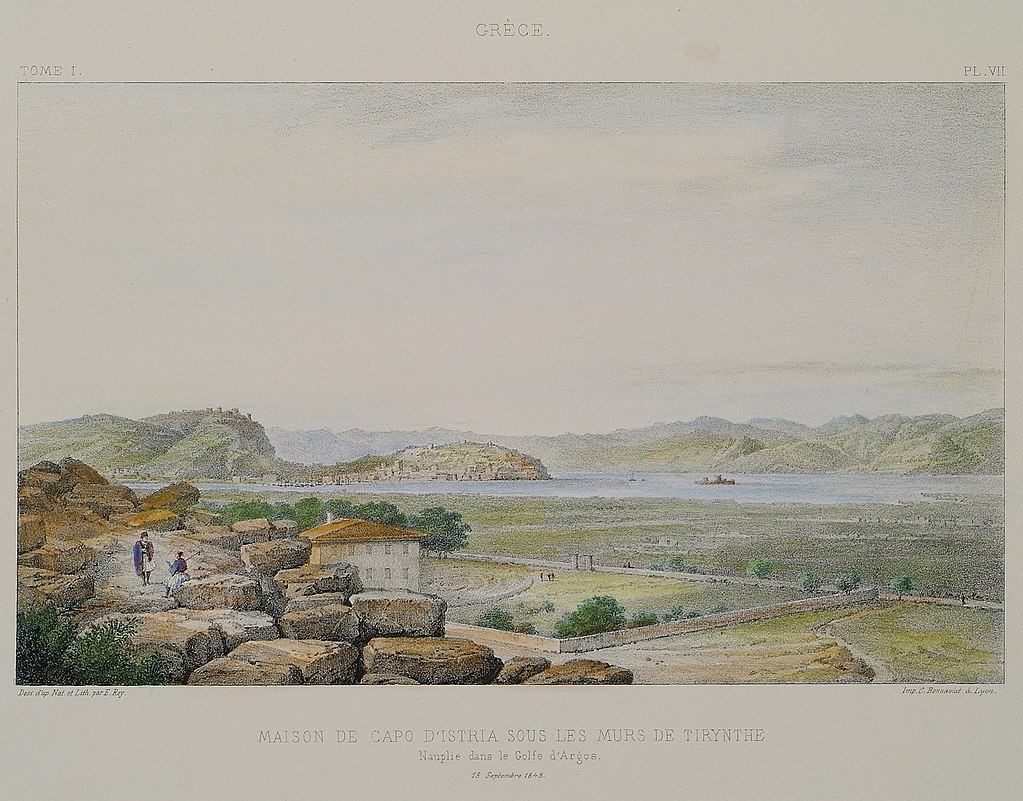 GRÈCE.
TOME I.
PL. VII
Dess. d'ap. Nat. et Lith. par E. Rey.
Imp. C. Bonnaviat à Lyon.
MAISON DE CAPO D'ISTRIA SOUS LES MURS DE TIRYNTHE
Nauplie dans le Golfe d'Argos.
18 Septembre 1843.